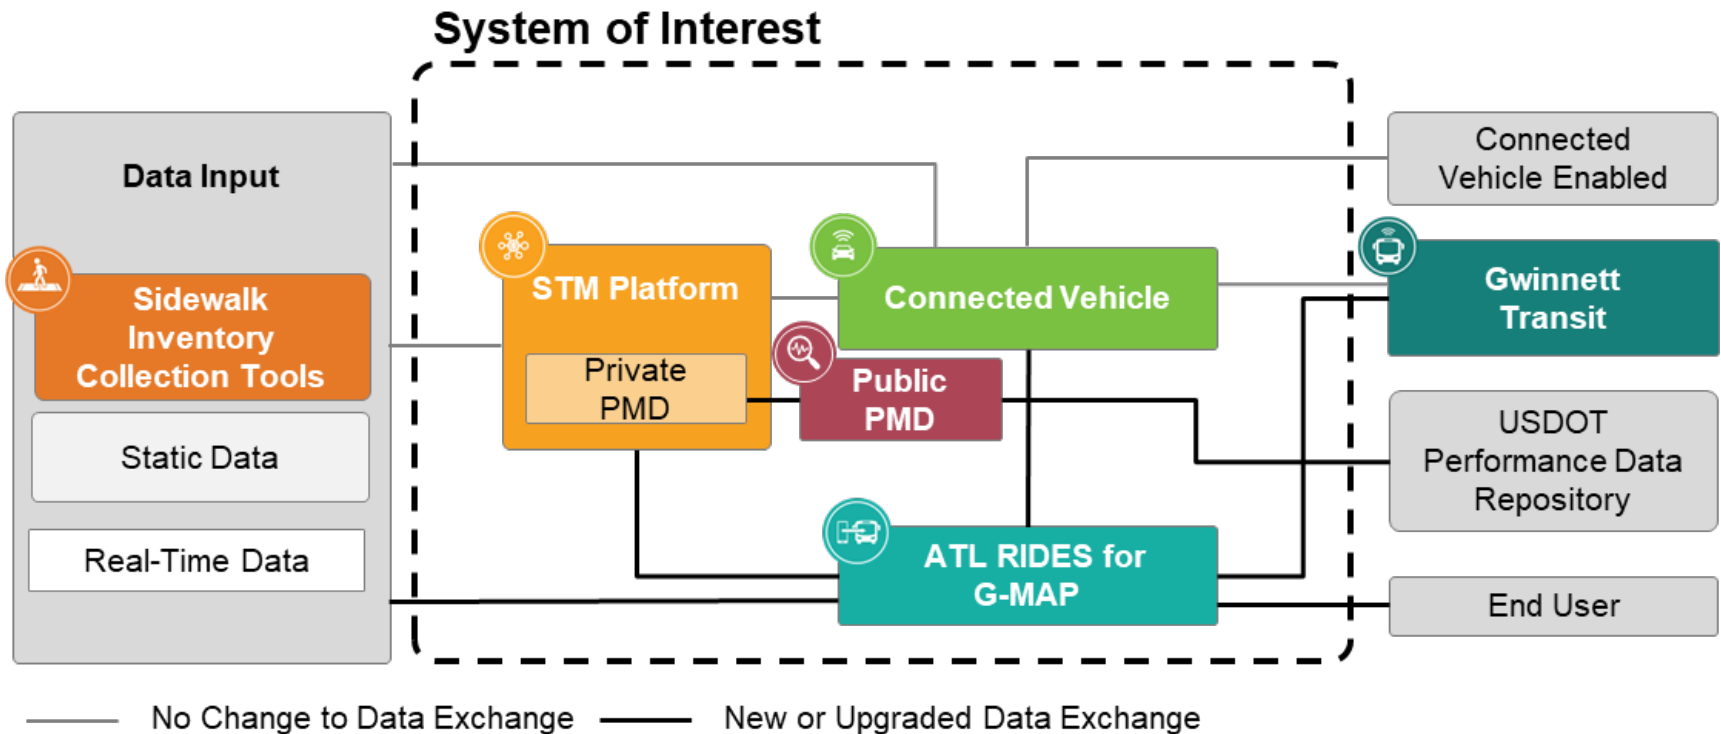 System of Interest
Data Input
Sidewalk
Inventory
Collection Tools
Static Data
Real-Time Data
STM Platform
Private
PMD
Connected Vehicle
Public
PMD
ATL RIDES for
G-MAP
Connected
Vehicle Enabled
Gwinnett
Transit
USDOT
Performance Data
Repository
End User
No Change to Data Exchange
New or Upgraded Data Exchange